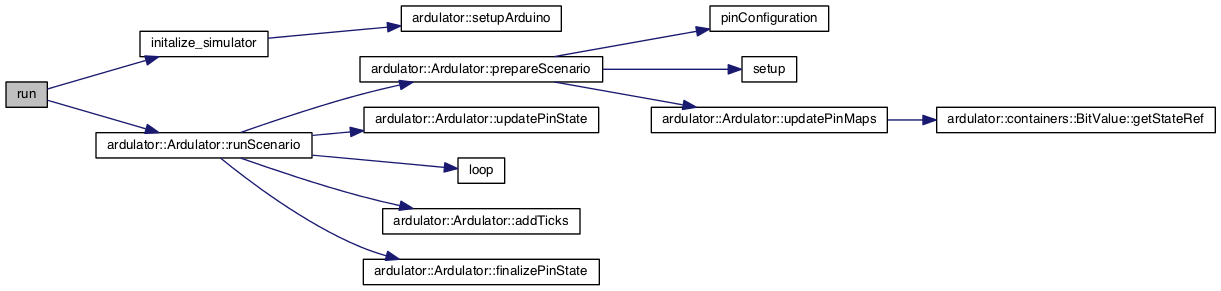 run
initalize_simulator
ardulator::setupArduino
ardulator::Ardulator::runScenario
ardulator::Ardulator::prepareScenario
pinConfiguration
setup
ardulator::Ardulator::updatePinMaps
ardulator::containers::BitValue::getStateRef
ardulator::Ardulator::updatePinState
loop
ardulator::Ardulator::addTicks
ardulator::Ardulator::finalizePinState